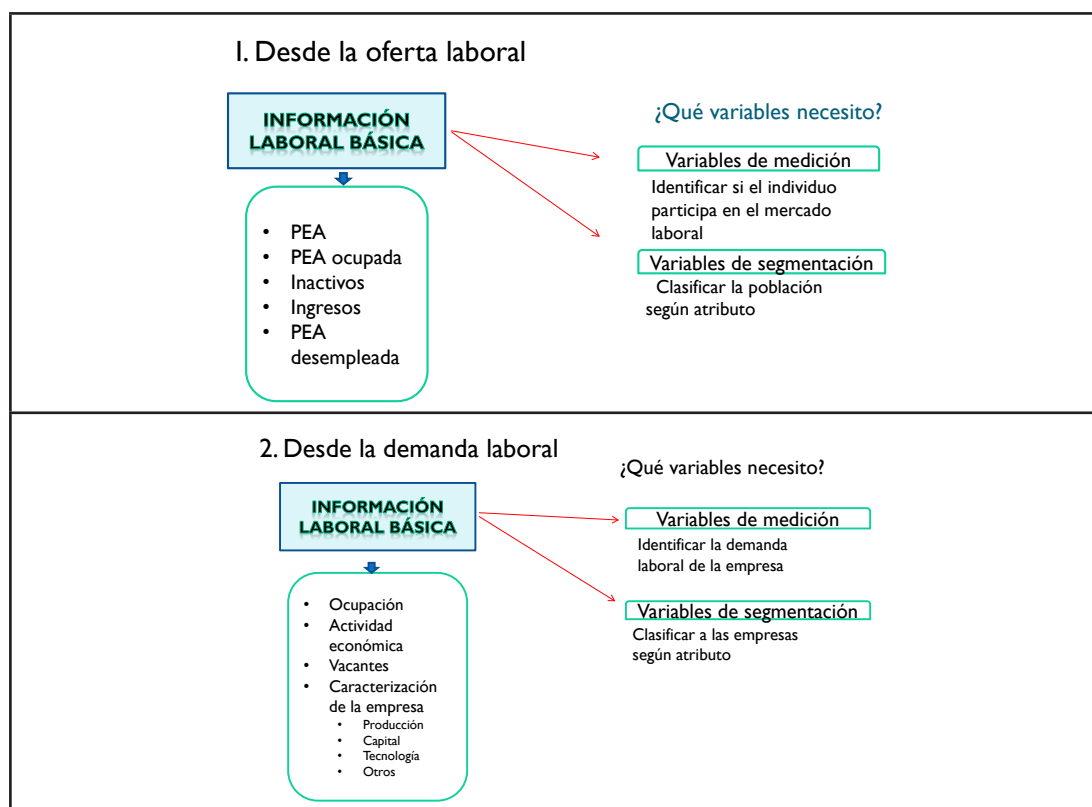 1. Desde la oferta laboral
INFORMACIÓN
LABORAL BÁSICA
• PEA
• PEA ocupada
• Inactivos
• Ingresos
• PEA
desempleada
¿Qué variables necesito?
Variables de medición
Identificar si el individuo
participa en el mercado
laboral
Variables de segmentación
Clasificar la población
según atributo
2. Desde la demanda laboral
INFORMACIÓN
LABORAL BÁSICA
• Ocupación
• Actividad
económica
• Vacantes
• Caracterización
de la empresa
• Producción
• Capital
• Tecnología
• Otros
¿Qué variables necesito?
Variables de medición
Identificar la demanda
laboral de la empresa
Variables de segmentación
Clasificar a las empresas
según atributo